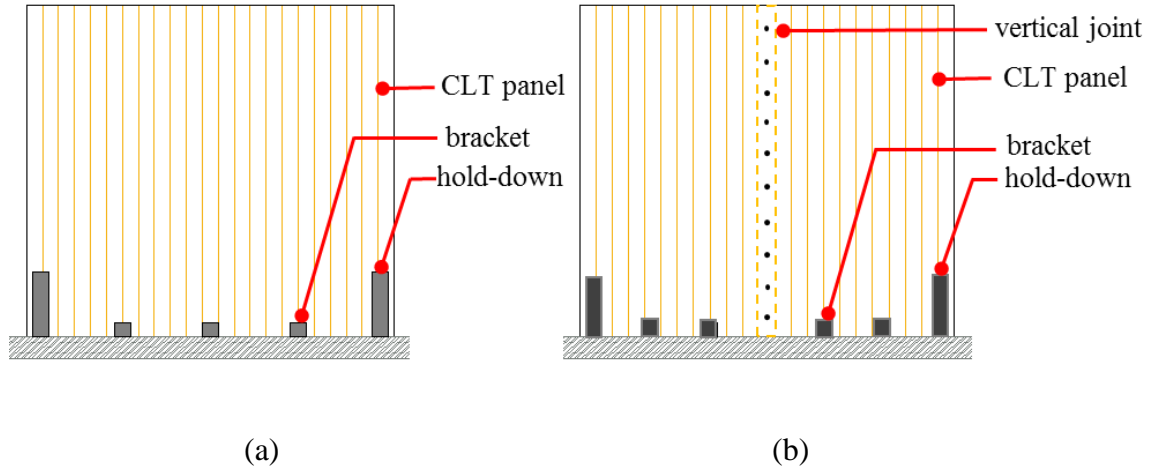 CLT panel
bracket
hold-down
(a)
vertical joint
CLT panel
bracket
hold-down
(b)